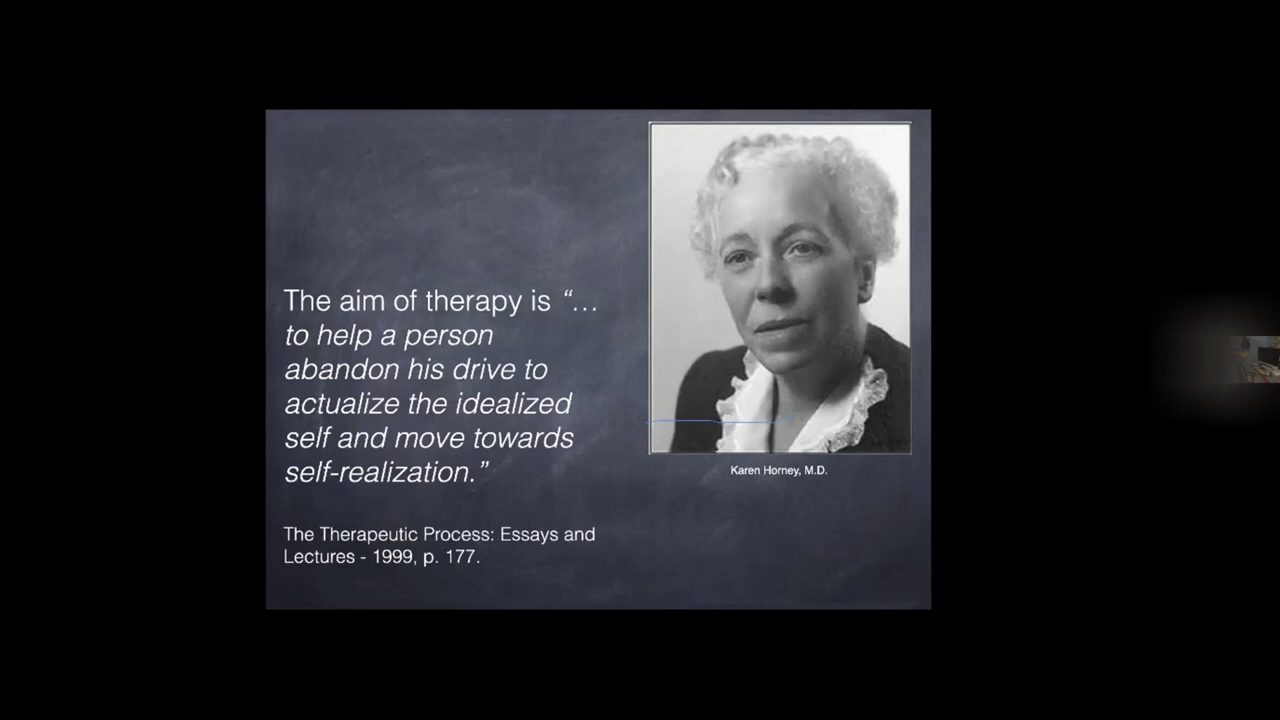 The aim of therapy is “…
to help a person
abandon his drive to
actualize the idealized
self and move towards
self-realization.”
The Therapeutic Process: Essays and
Lectures - 1999, p. 177.
Karen Horney, M.D.